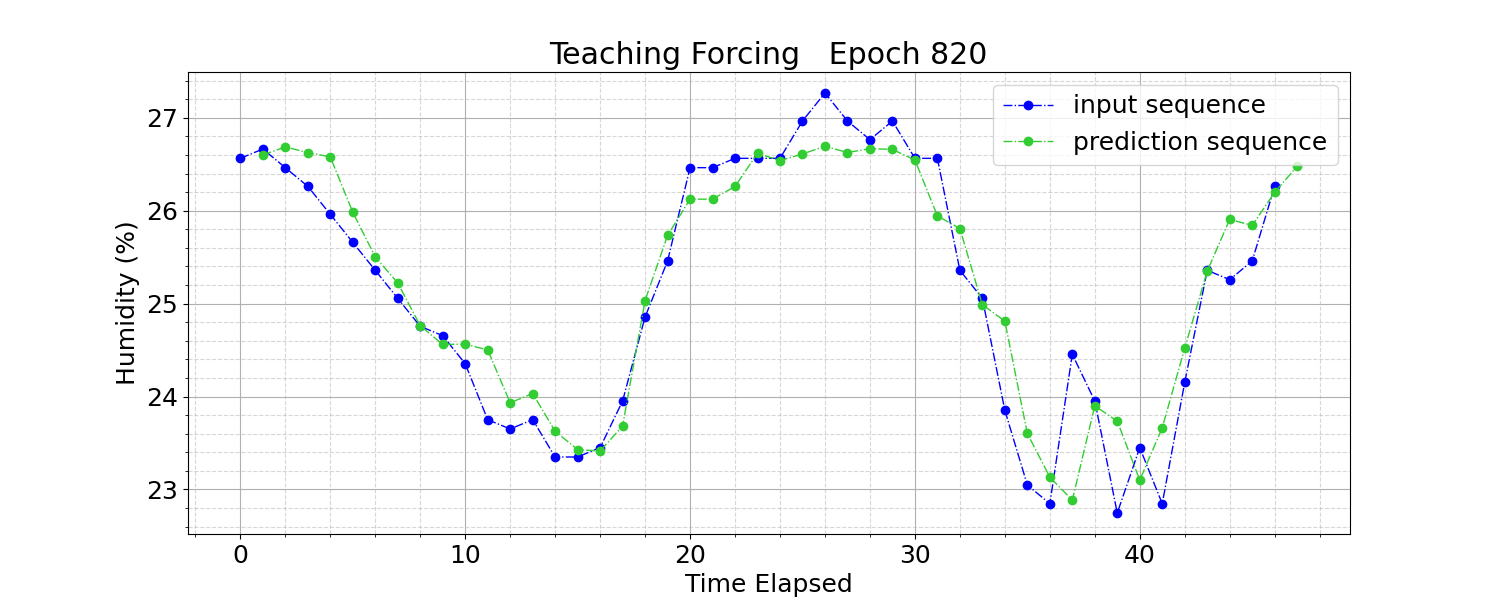 Teaching Forcing   Epoch 820
input sequence
prediction sequence
Humidity (%)
27
26
25
24
23
0 10 20 30 40
Time Elapsed